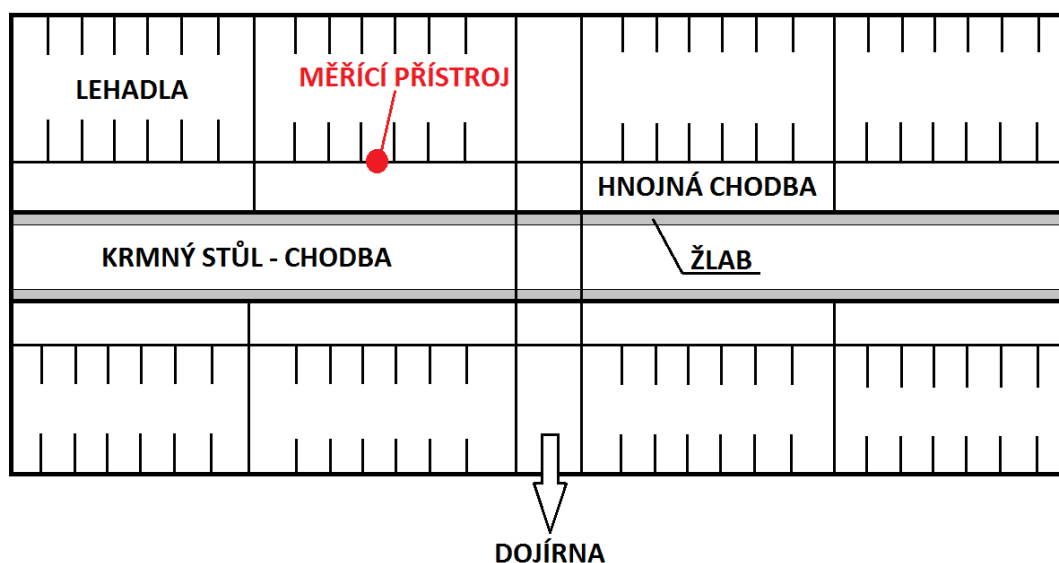 MĚŘÍCÍ PŘÍSTROJ
LEHADLA
HNOJNÁ CHODBA
KRMNÝ STŮL - CHODBA
ŽLAB
DOJÍRNA